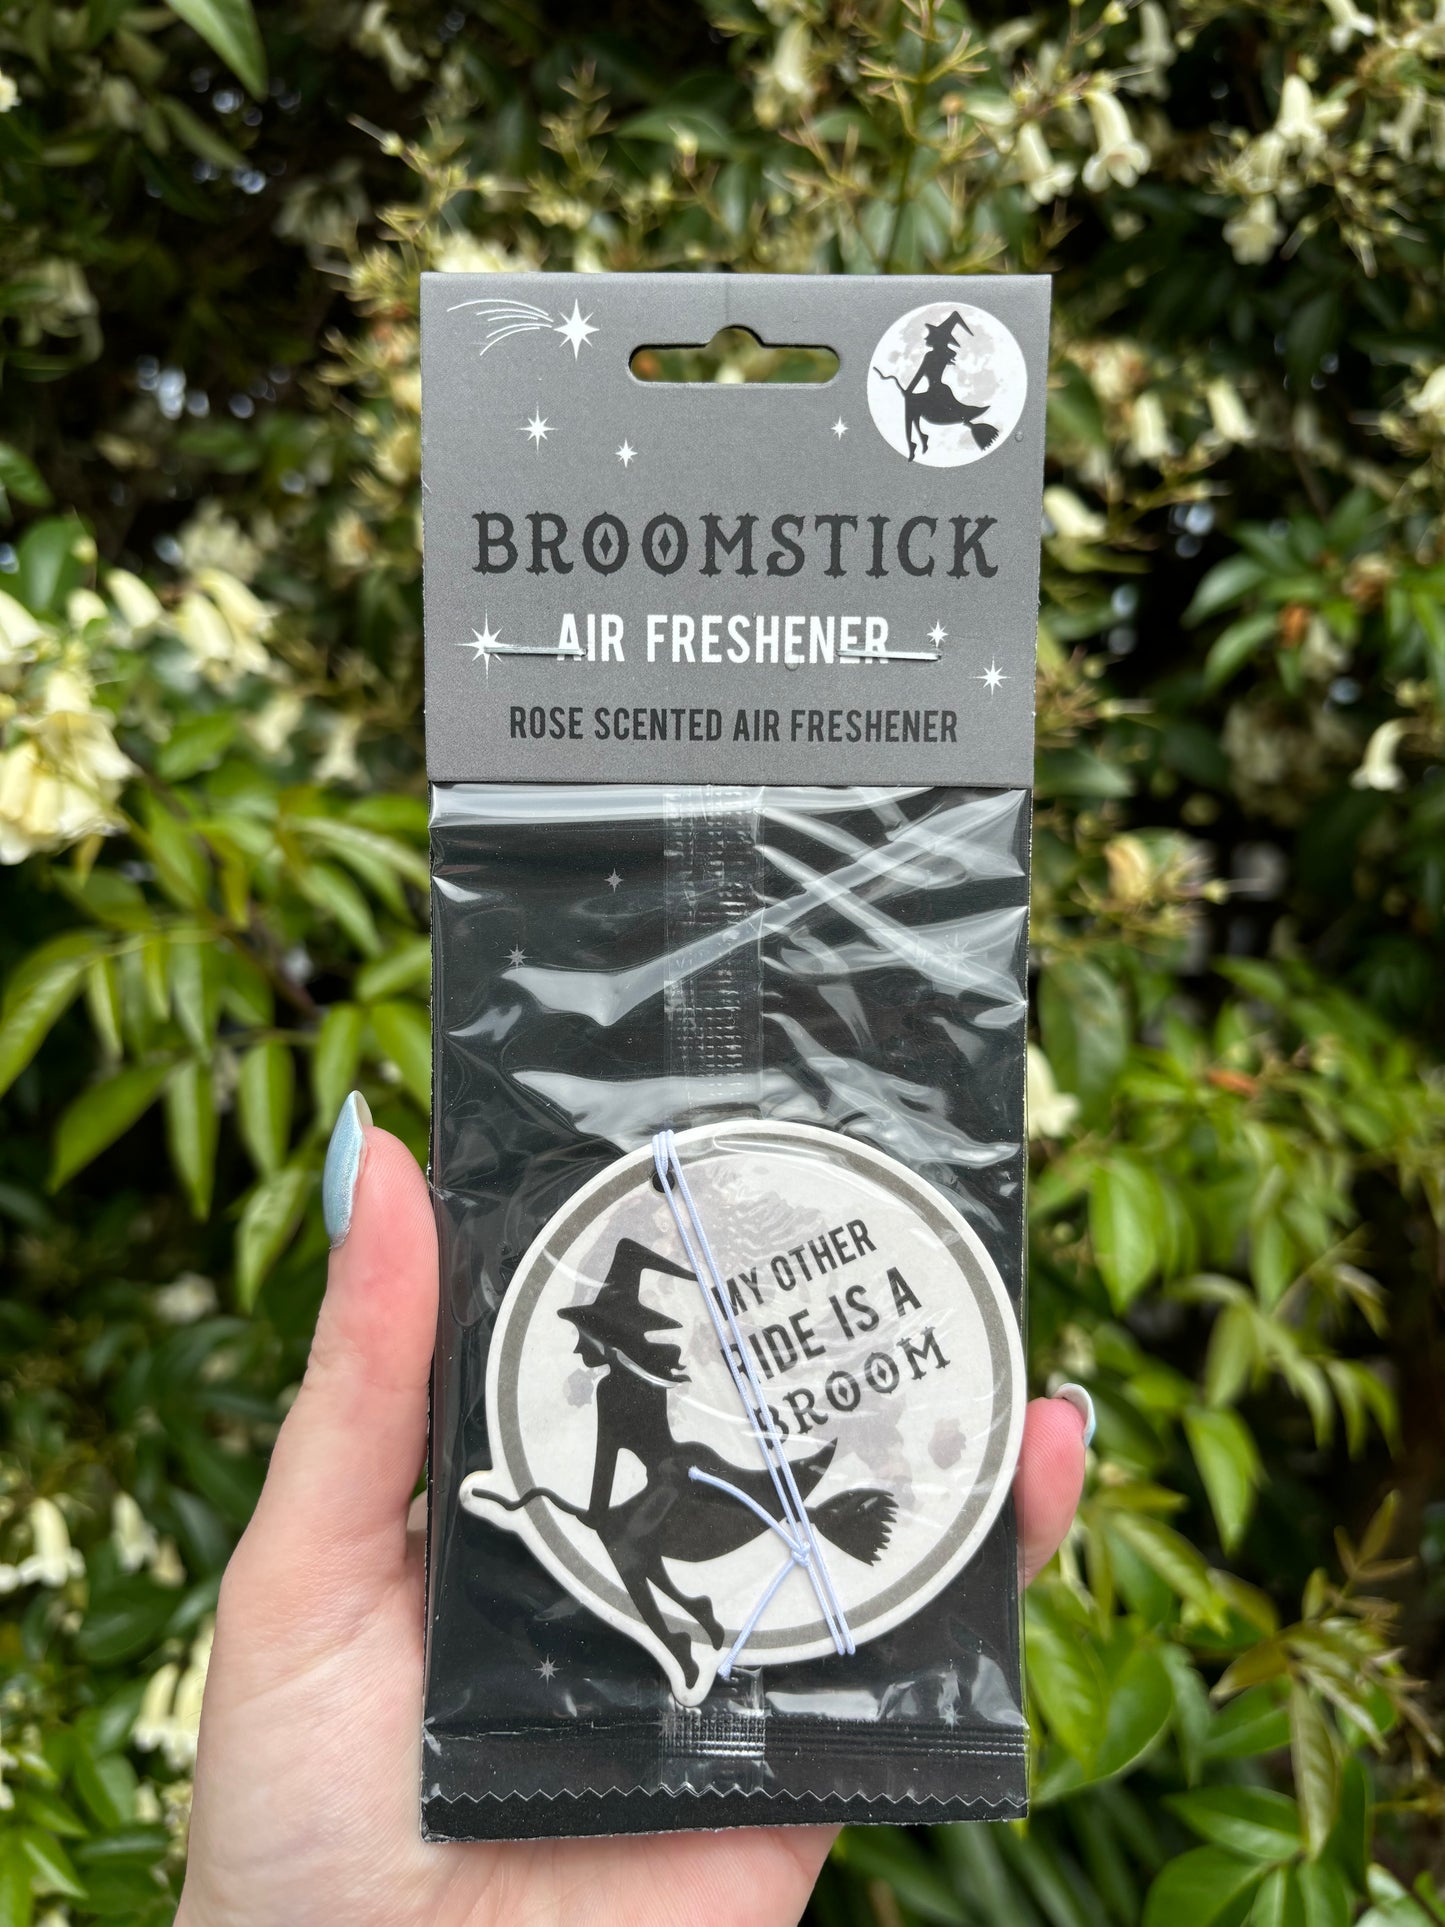 BROOMSTICK
AIR FRESHENER
ROSE SCENTED AIR FRESHENER
MY OTHER
RIDE IS A
BROOM